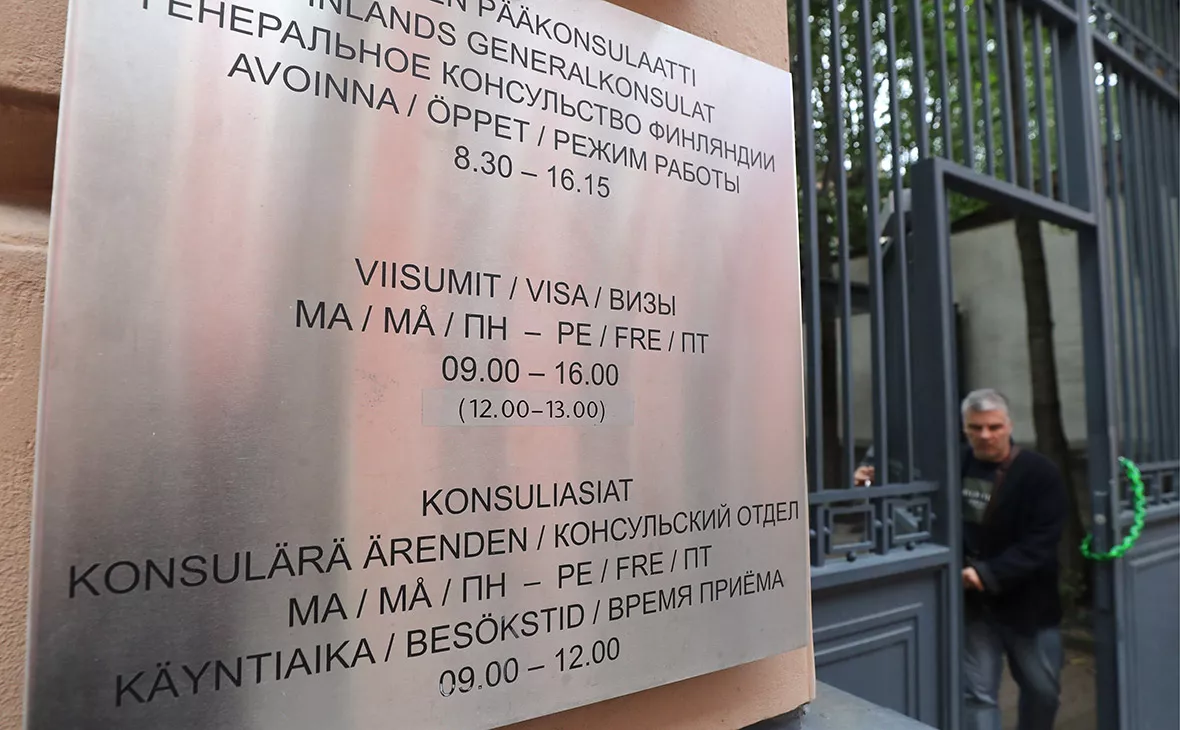 PÄÄKONSULAATTI
FINLANDS GENERALKONSULAT
ГЕНЕРАЛЬНОЕ КОНСУЛЬСТВО ФИНЛЯНДИИ
AVOINNA / ÖPPET / РЕЖИМ РАБОТЫ
8.30 – 16.15
VIISUMIT / VISA / ВИЗЫ
MA / MÅ / ПН – PE / FRE / ПТ
09.00 – 16.00
(12.00–13.00)
KONSULIASIAT
KONSULÄRÄ ÄRENDEN / КОНСУЛЬСКИЙ ОТДЕЛ
MA / MÅ / ПН – PE / FRE / ПТ
KÄYNTIAIKA / BESÖKSTID / ВРЕМЯ ПРИЁМА
09.00 – 12.00